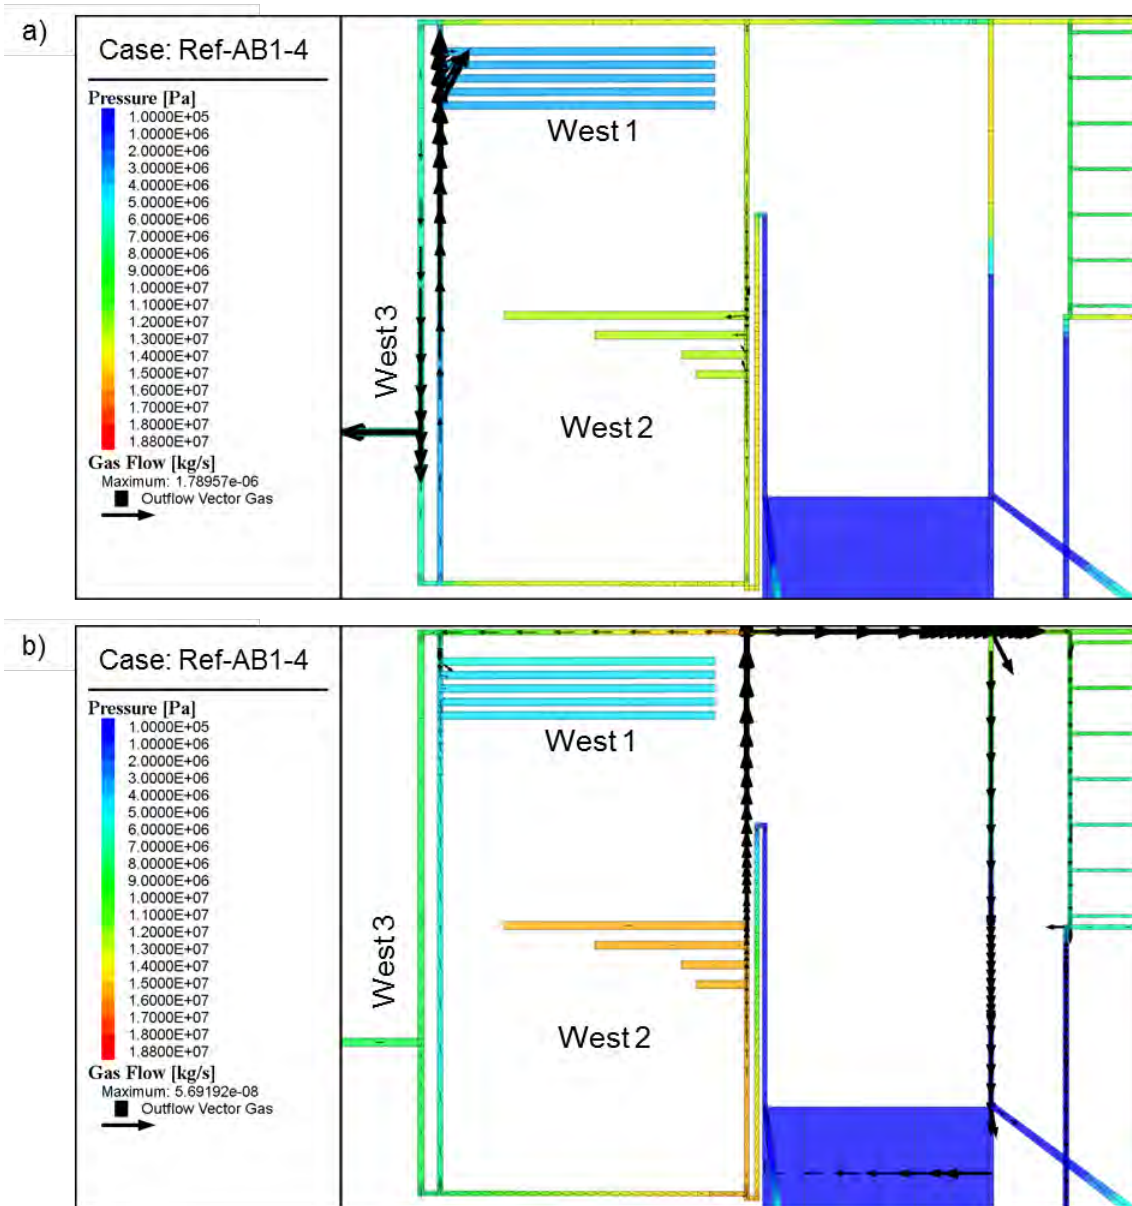 a)
Case: Ref-AB1-4
Pressure [Pa]
1.0000E+05
1.0000E+06
2.0000E+06
3.0000E+06
4.0000E+06
5.0000E+06
6.0000E+06
7.0000E+06
8.0000E+06
9.0000E+06
1.0000E+07
1.1000E+07
1.2000E+07
1.3000E+07
1.4000E+07
1.5000E+07
1.6000E+07
1.7000E+07
1.8000E+07
1.8800E+07
Gas Flow [kg/s]
Maximum: 1.78957e-06
Outflow Vector Gas
West 1
West 2
West 3
b)
Case: Ref-AB1-4
Pressure [Pa]
1.0000E+05
1.0000E+06
2.0000E+06
3.0000E+06
4.0000E+06
5.0000E+06
6.0000E+06
7.0000E+06
8.0000E+06
9.0000E+06
1.0000E+07
1.1000E+07
1.2000E+07
1.3000E+07
1.4000E+07
1.5000E+07
1.6000E+07
1.7000E+07
1.8000E+07
1.8800E+07
Gas Flow [kg/s]
Maximum: 5.69192e-08
Outflow Vector Gas
West 1
West 2
West 3